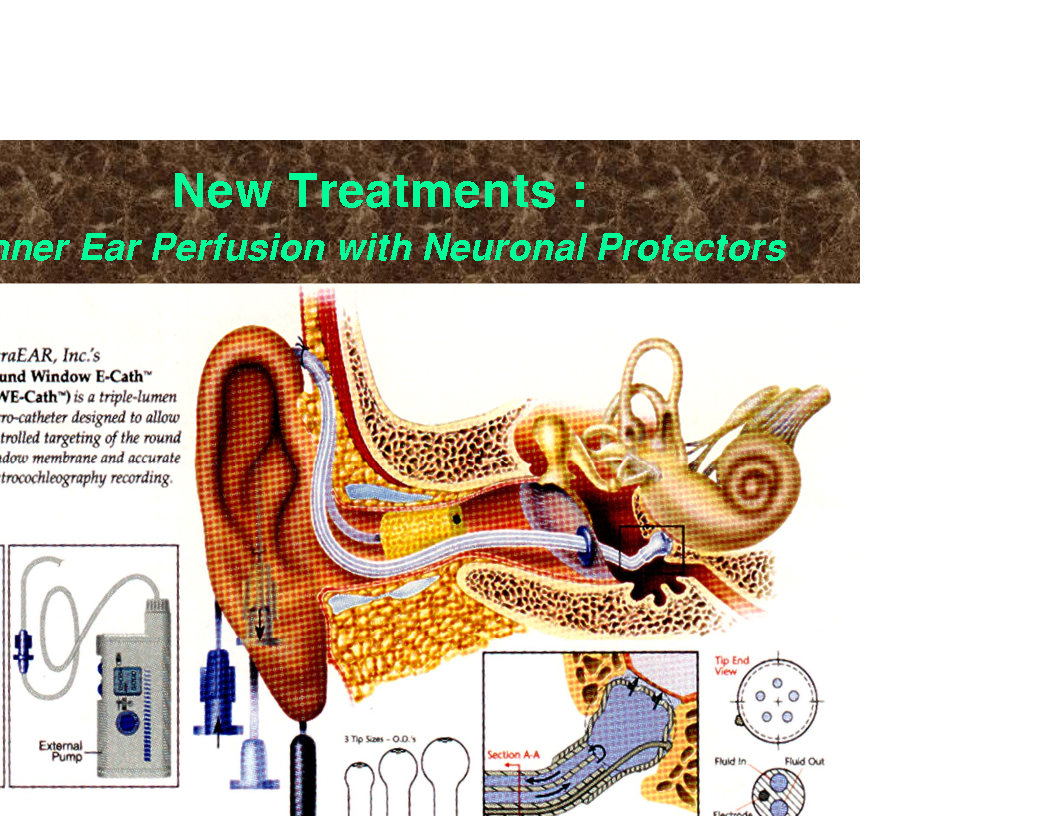 New Treatments :
nner Ear Perfusion with Neuronal Protectors
raEAR, Inc.'s
und Window E-Cath™
WE-Cath™) is a triple-lumen
ro-catheter designed to allow
trolled targeting of the round
ndow membrane and accurate
trocochleography recording.
External
Pump
3 Tip Sizes – O.D.'s
Section A-A
Tip End
View
Fluid In
Fluid Out
Electrode